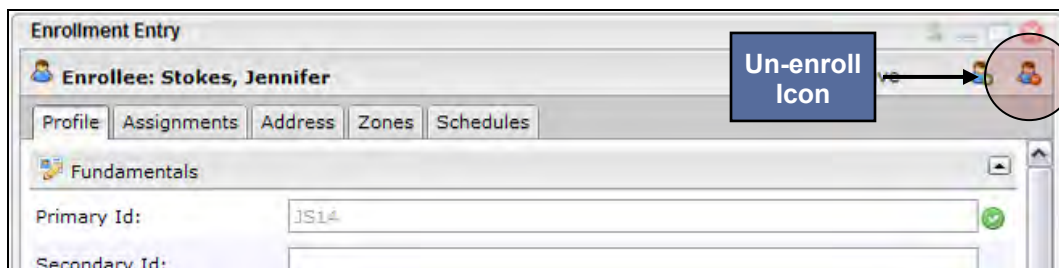 Enrollment Entry
Enrollee: Stokes, Jennifer
Un-enroll
Icon
ve
Profile Assignments Address Zones Schedules
Fundamentals
Primary Id: JS14
Secondary Id: